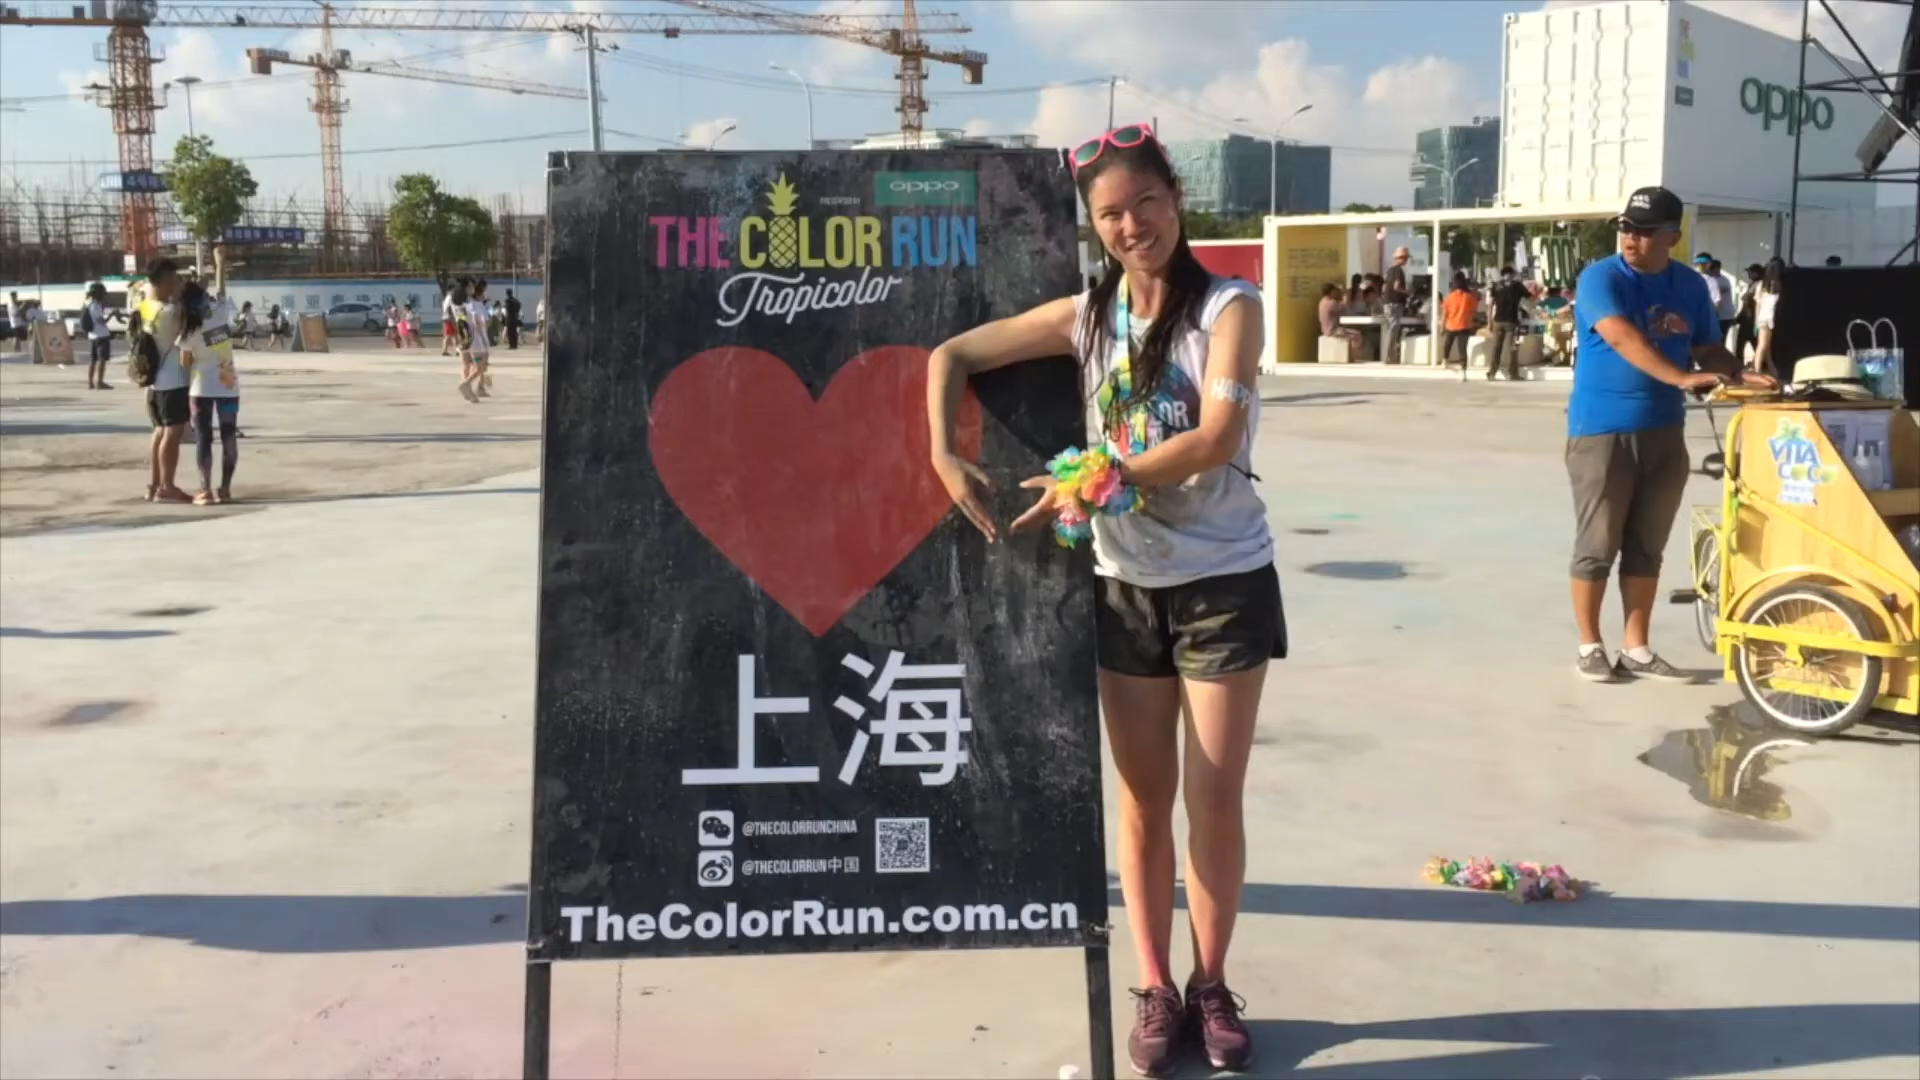 PRESENTED BY
oppo
THE COLOR RUN
Tropicolor
上海
@THECOLORRUNCHINA
@THECOLORRUN中国
TheColorRun.com.cn
oppo
HAPP
VITA
COCO